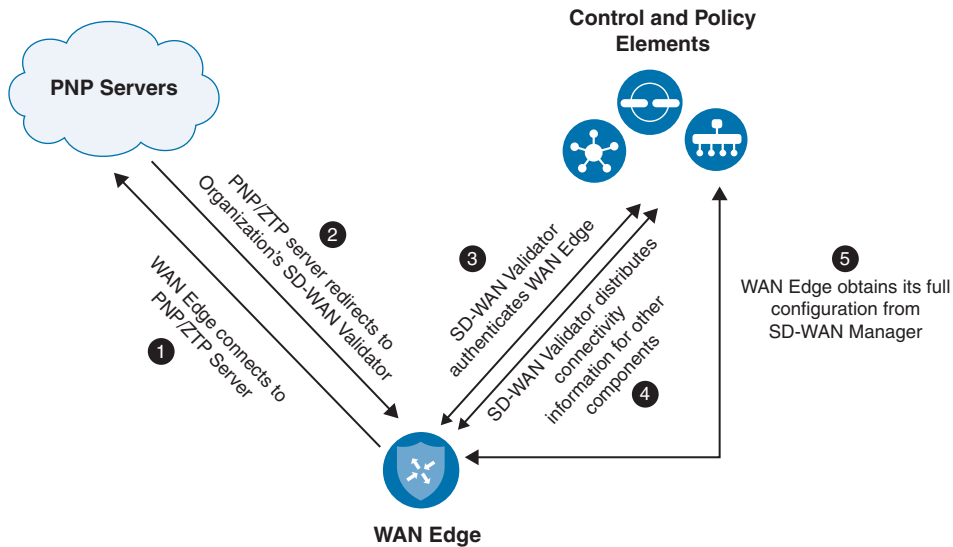 Control and Policy
Elements
PNP Servers
1
WAN Edge connects to
PNP/ZTP Server
2
PNP/ZTP server redirects to
Organization's SD-WAN Validator
3
SD-WAN Validator
authenticates WAN Edge
SD-WAN Validator distributes
connectivity
information for other
components
4
5
WAN Edge obtains its full
configuration from
SD-WAN Manager
WAN Edge